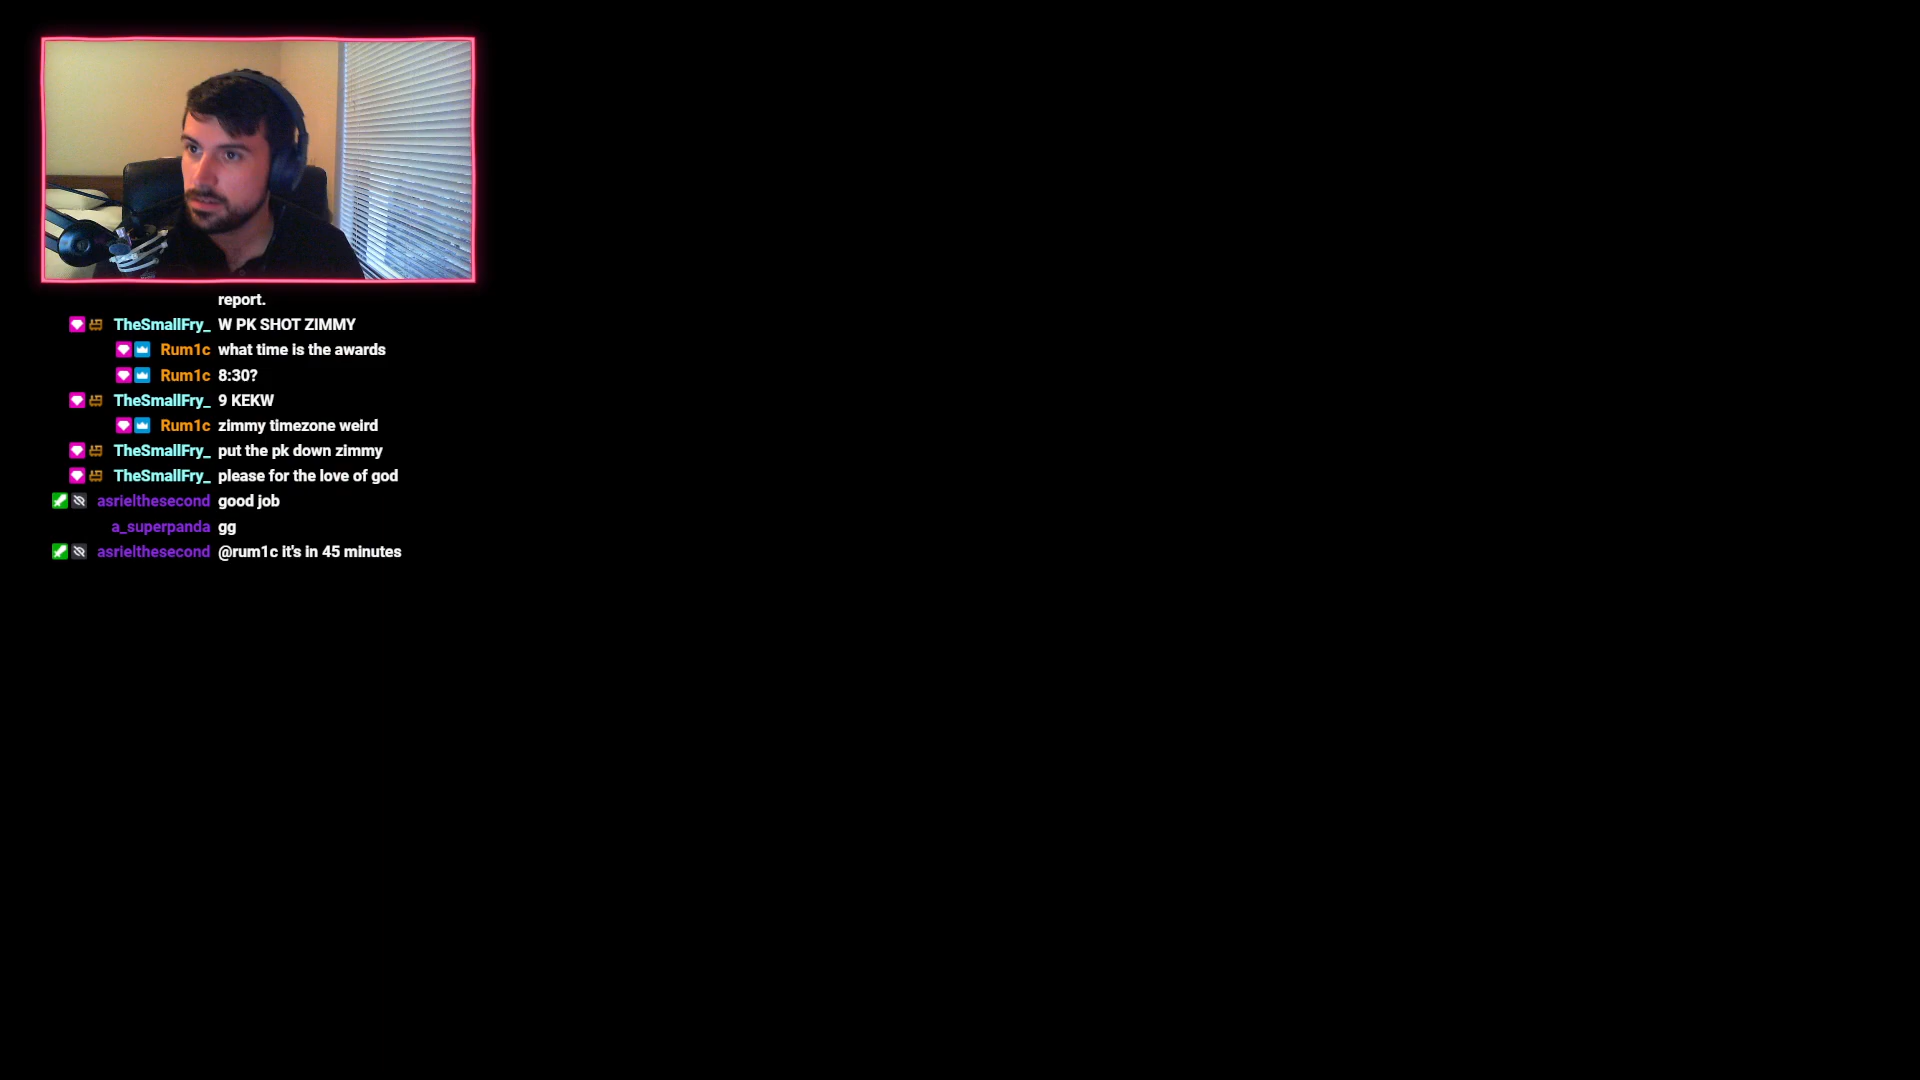 report.
TheSmallFry_ W PK SHOT ZIMMY
Rum1c what time is the awards
Rum1c 8:30?
TheSmallFry_ 9 KEKW
Rum1c zimmy timezone weird
TheSmallFry_ put the pk down zimmy
TheSmallFry_ please for the love of god
asrielthesecond good job
a_superpanda gg
asrielthesecond @rum1c it's in 45 minutes